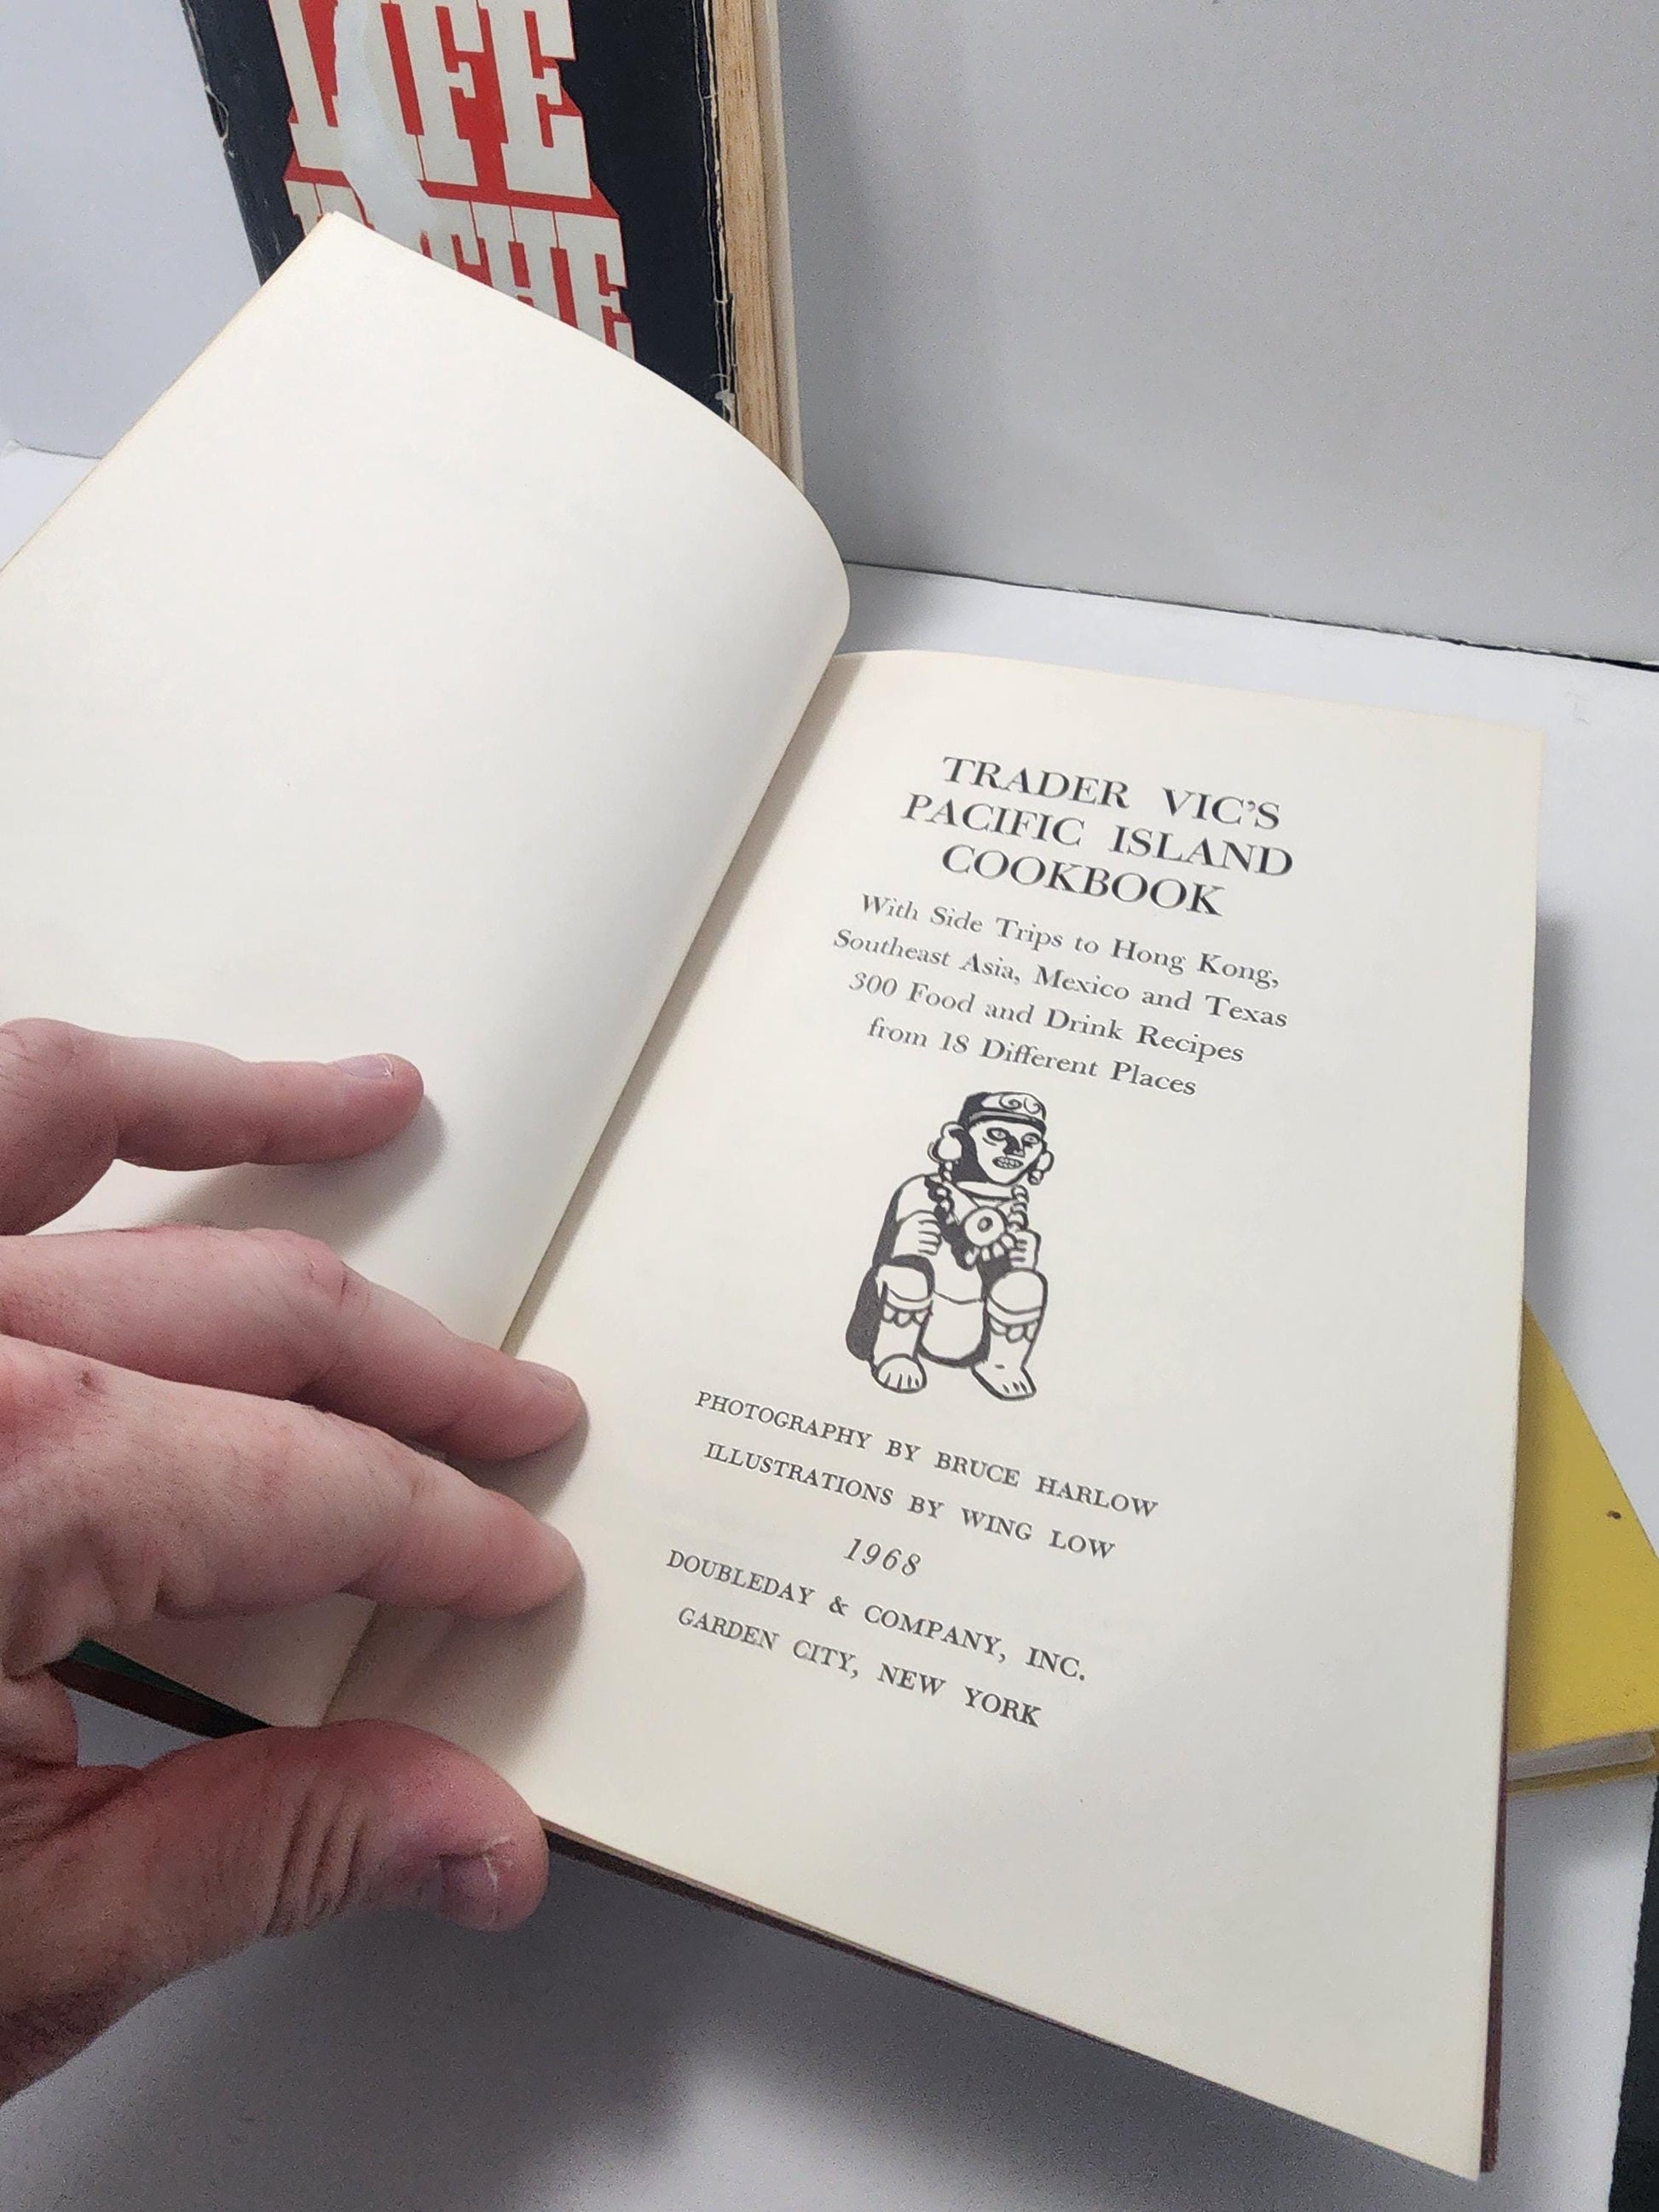 LIFE
THE
TRADER VIC'S
PACIFIC ISLAND
COOKBOOK
With Side Trips to Hong Kong,
Southeast Asia, Mexico and Texas
300 Food and Drink Recipes
from 18 Different Places
PHOTOGRAPHY BY BRUCE HARLOW
ILLUSTRATIONS BY WING LOW
1968
DOUBLEDAY & COMPANY, INC.
GARDEN CITY, NEW YORK